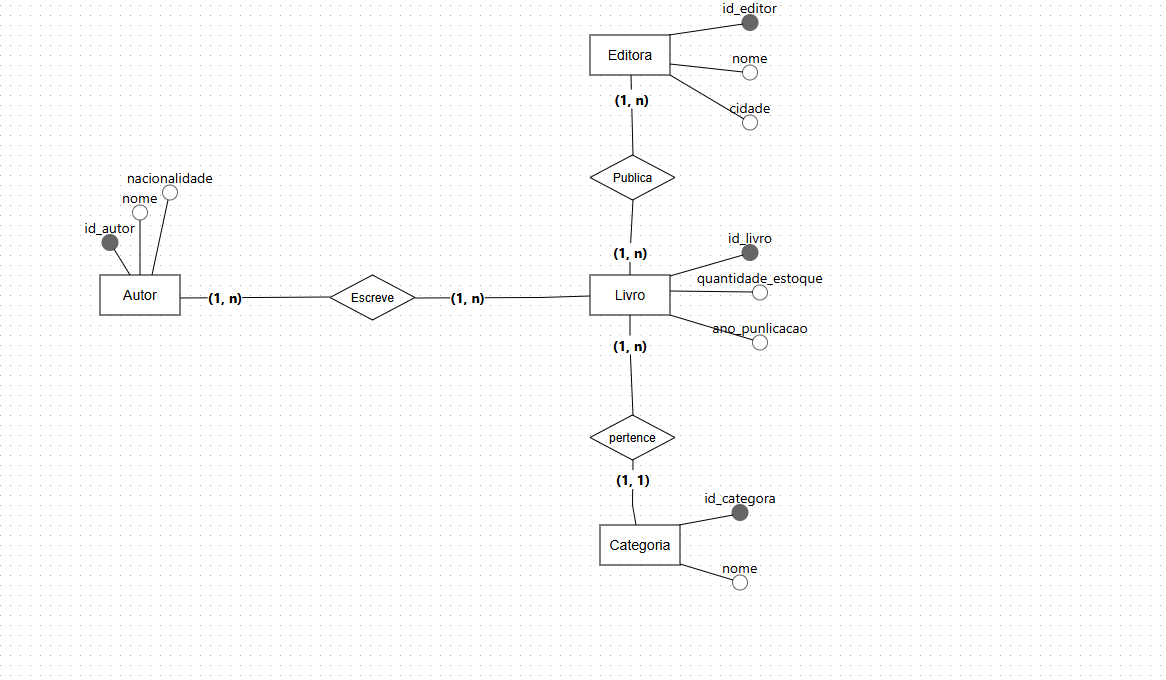 id_editor
Editora
nome
(1, n)
cidade
Publica
nacionalidade
nome
id_autor
(1, n)
id_livro
quantidade_estoque
Autor
(1, n)
Escreve
(1, n)
Livro
ano_punlicacao
(1, n)
pertence
(1, 1)
id_categora
Categoria
nome